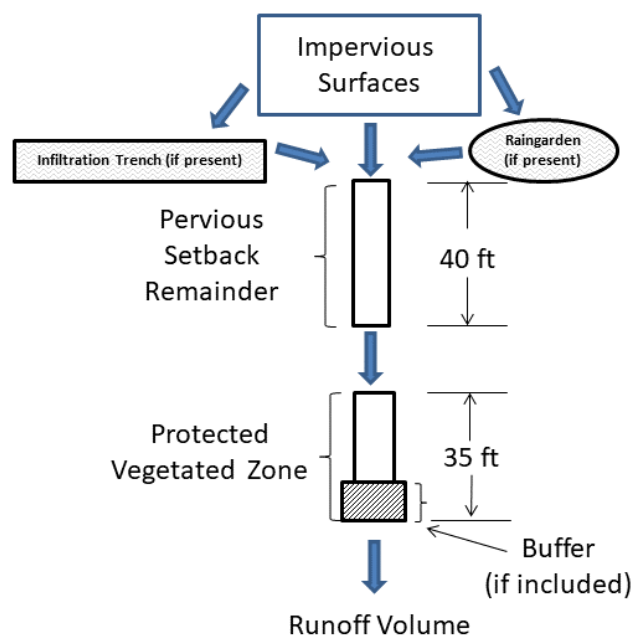 Impervious
Surfaces
Infiltration Trench (if present)
Raingarden
(if present)
Pervious
Setback
Remainder
40 ft
Protected
Vegetated Zone
35 ft
Buffer
(if included)
Runoff Volume